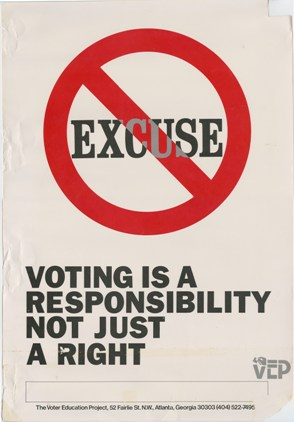 EXCUSE
VOTING IS A
RESPONSIBILITY
NOT JUST
A RIGHT
VEP
The Voter Education Project, 52 Fairlie St. N.W., Atlanta, Georgia 30303 (404) 522-7495